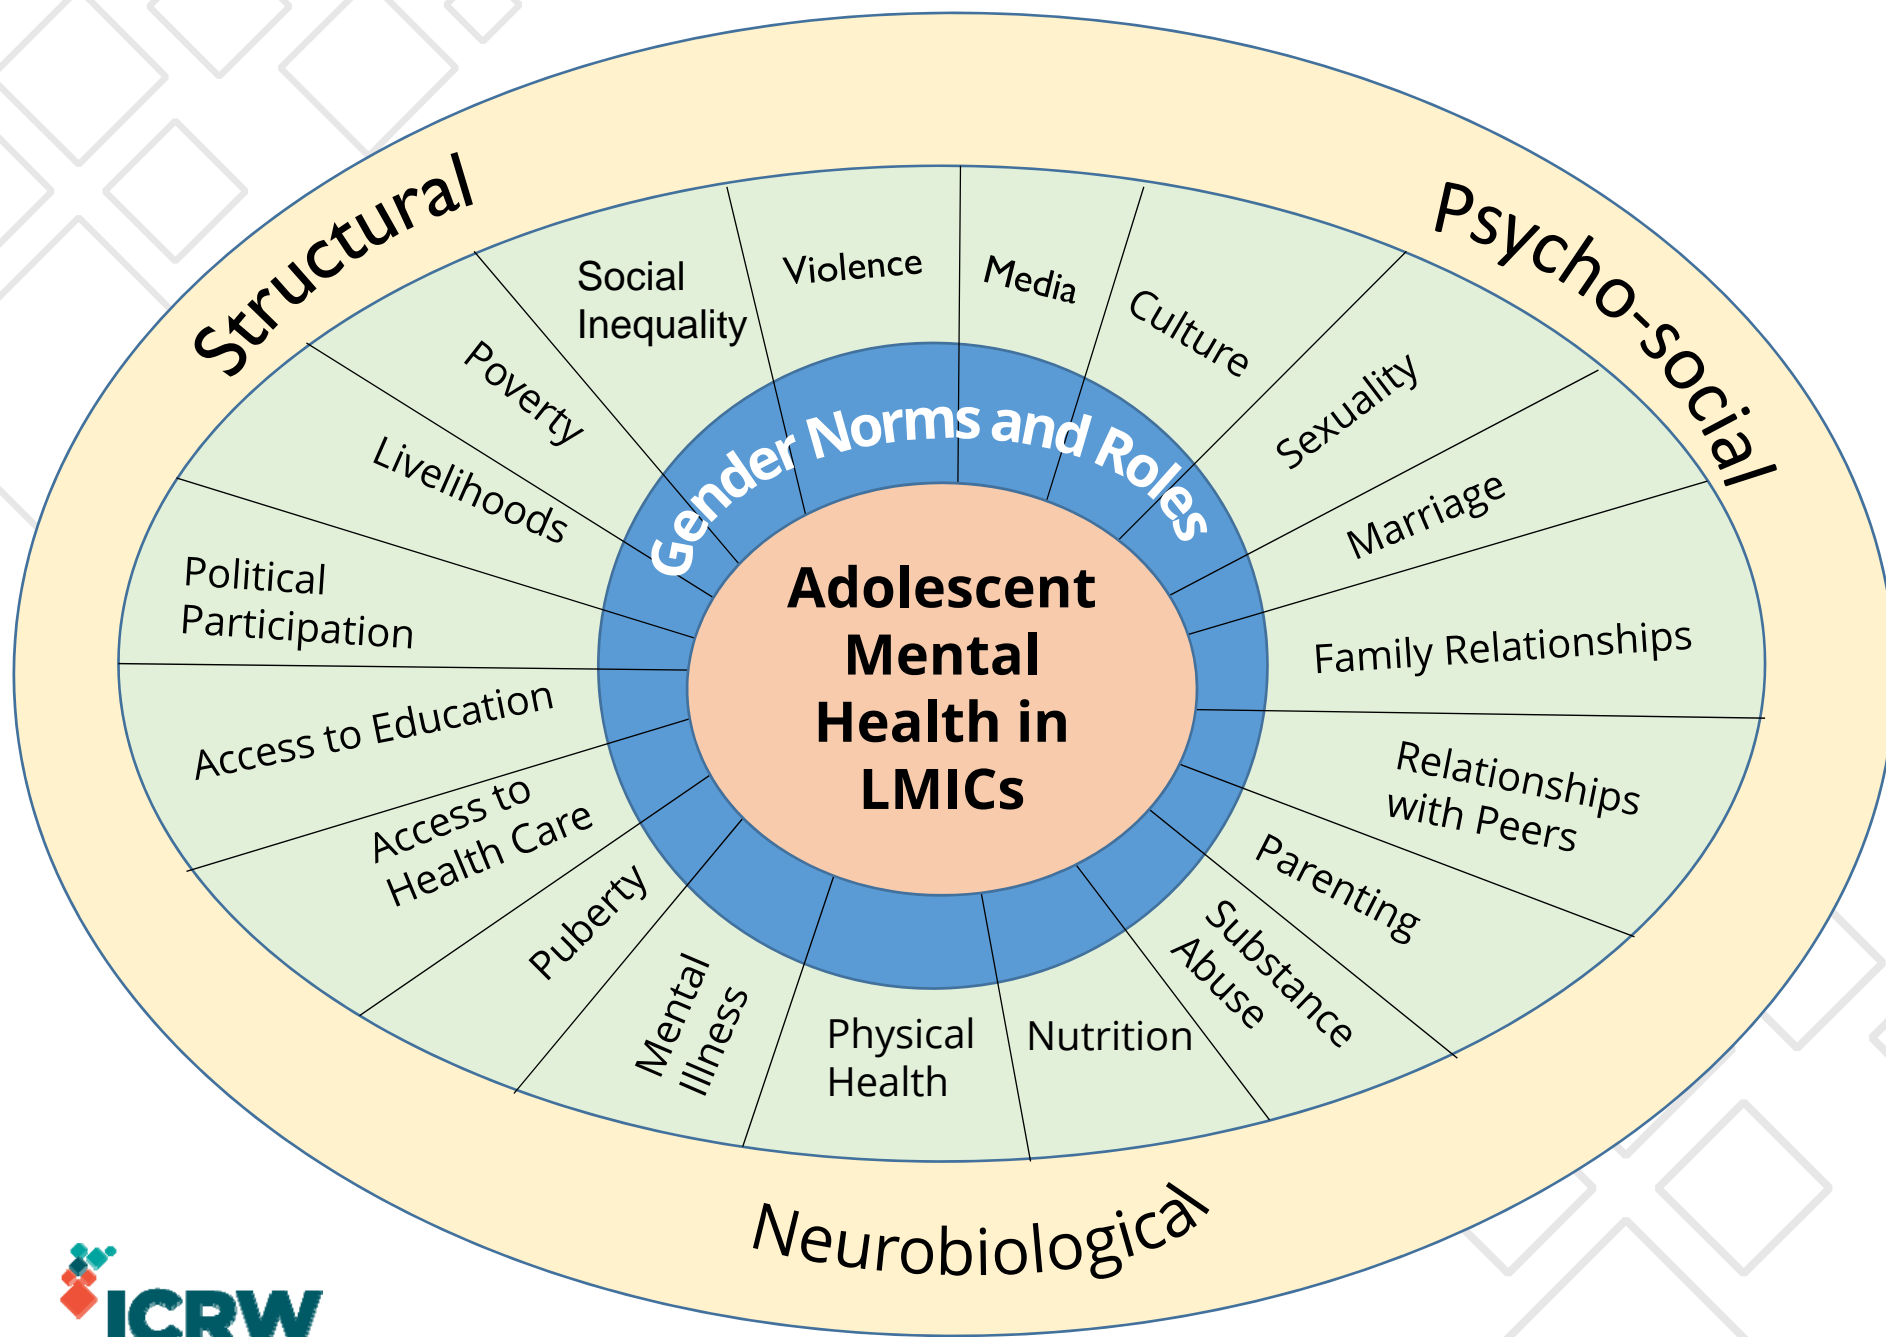 Structural
Psycho-social
Neurobiological
Social
Inequality
Violence
Media
Culture
Sexuality
Marriage
Family Relationships
Relationships
with Peers
Parenting
Substance
Abuse
Nutrition
Physical
Health
Mental
Illness
Puberty
Access to
Health Care
Access to Education
Political
Participation
Livelihoods
Poverty
Gender Norms and Roles
Adolescent
Mental
Health in
LMICs
ICRW